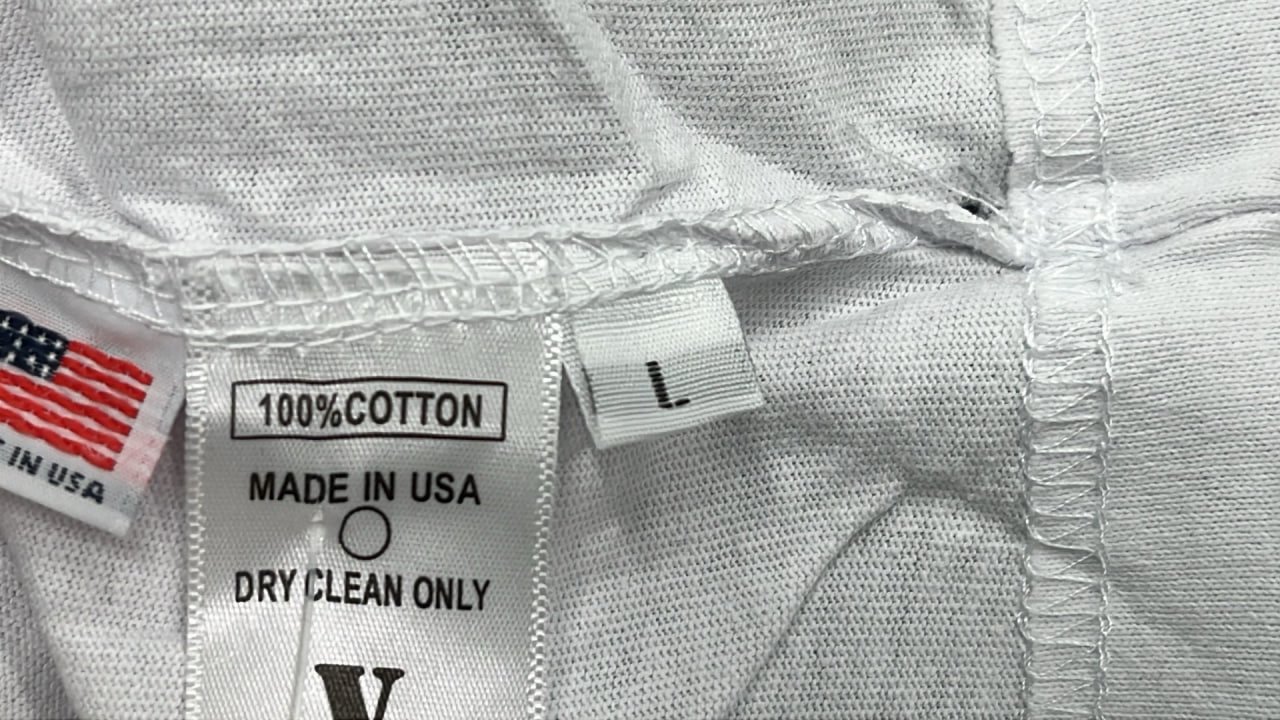 IN USA
100%COTTON
L
MADE IN USA
DRY CLEAN ONLY
V